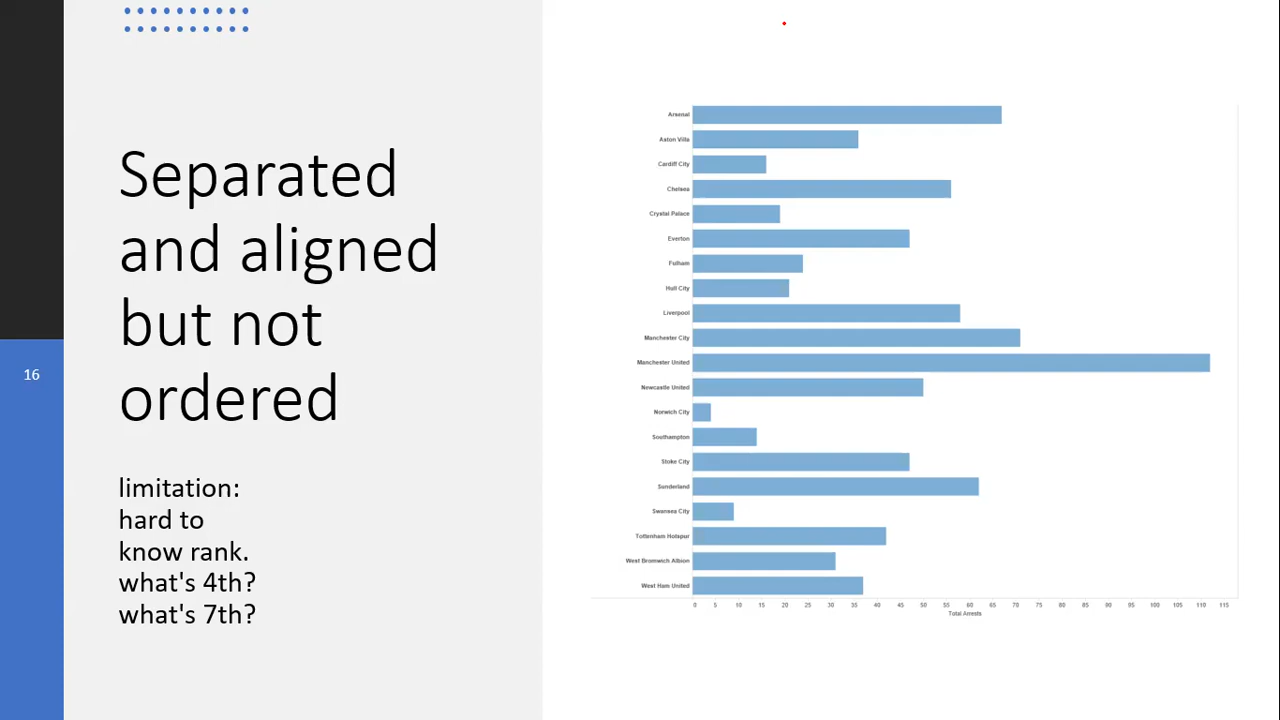 16
Separated
and aligned
but not
ordered
limitation:
hard to
know rank.
what's 4th?
what's 7th?
Arsenal
Aston Villa
Cardiff City
Chelsea
Crystal Palace
Everton
Fulham
Hull City
Liverpool
Manchester City
Manchester United
Newcastle United
Norwich City
Southampton
Stoke City
Sunderland
Swansea City
Tottenham Hotspur
West Bromwich Albion
West Ham United
0 5 10 15 20 25 30 35 40 45 50 55 60 65 70 75 80 85 90 95 100 105 110 115
Total Arrests